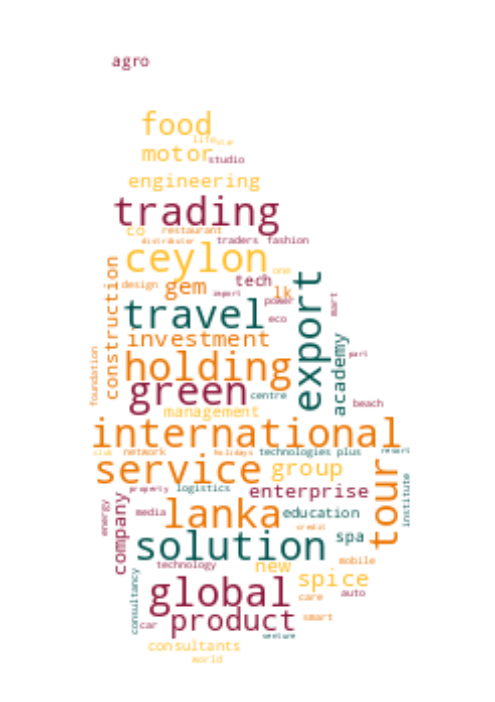 agro
food
life star
motor studio
engineering
trading
co restaurant
distributor traders fashion
ceylon one
construction design gem tech lk
import power mart
travel eco export
investment academy
holding part
foundation green centre beach
management
international
club network holidays technologies plus resort
service group tour
property logistics enterprise institute
energy company media lanka education
credit
solution spa
technology new mobile
consultancy global spice
care auto
car product smart
venture
consultants
world